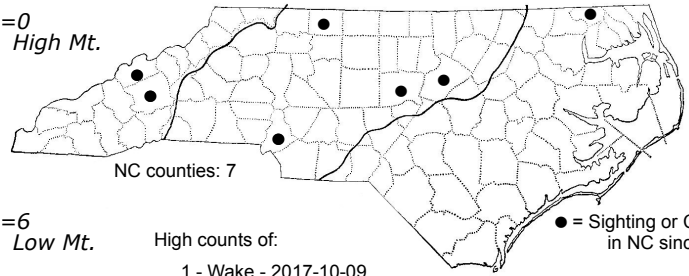 =0
High Mt.
NC counties: 7
=6
Low Mt.
High counts of:
1 - Wake - 2017-10-09
= Sighting or
in NC